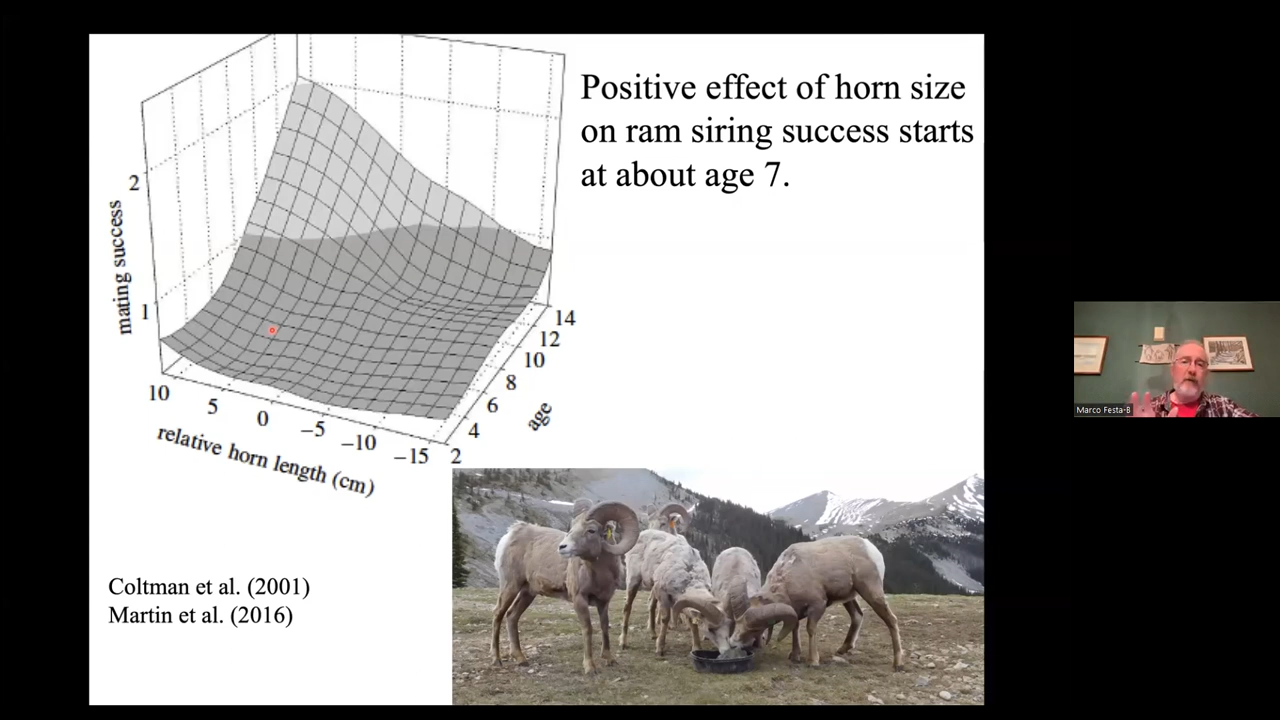 Positive effect of horn size
on ram siring success starts
at about age 7.
2
1
mating success
10
5
0
−5
−10
−15
relative horn length (cm)
2
4
6
8
10
12
14
age
Coltman et al. (2001)
Martin et al. (2016)
Marco Festa-B